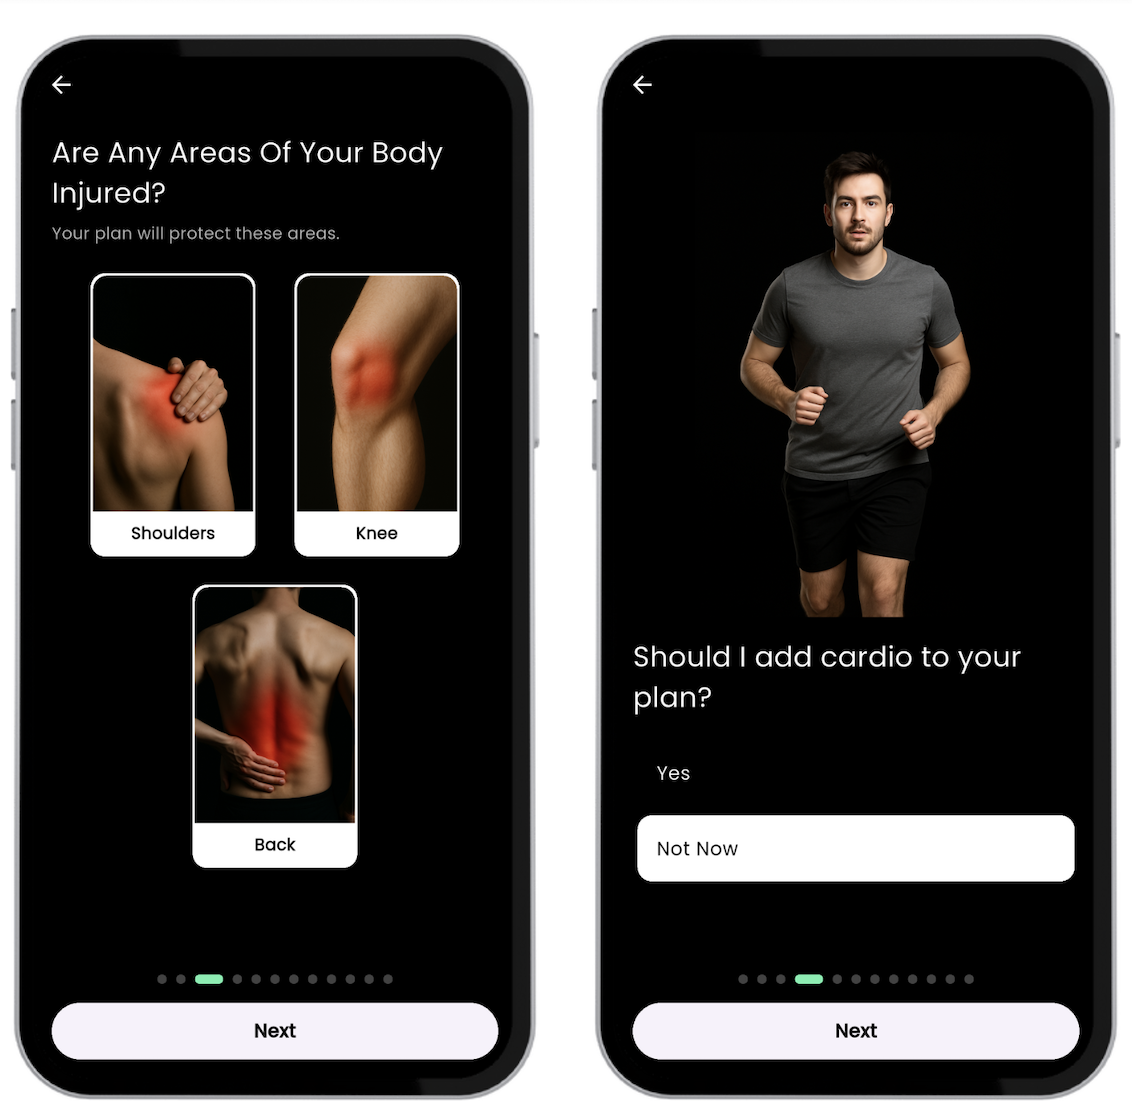 Are Any Areas Of Your Body
Injured?
Your plan will protect these areas.
Shoulders
Knee
Back
Next
Should I add cardio to your
plan?
Yes
Not Now
Next